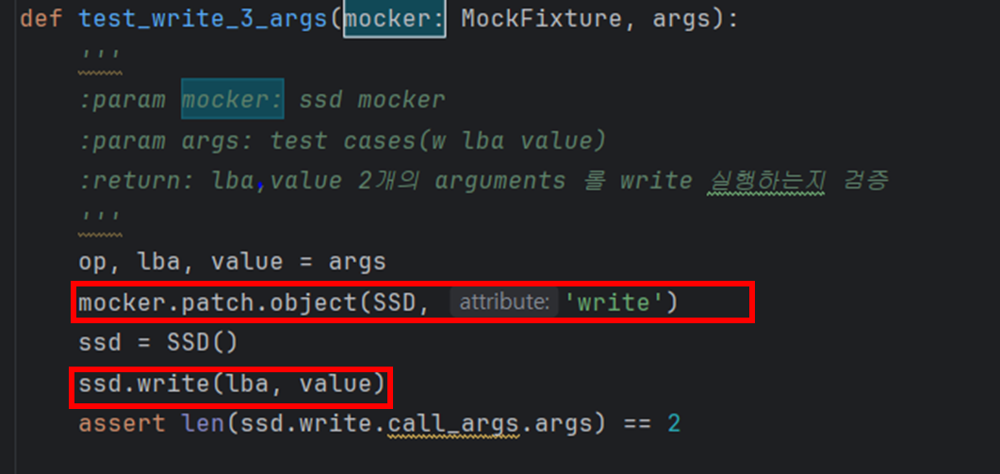 def test_write_3_args(mocker: MockFixture, args):
'''
:param mocker: ssd mocker
:param args: test cases(w lba value)
:return: lba,value 2개의 arguments 롤 write 실행하는지 검증
'''
op, lba, value = args
mocker.patch.object(SSD, attribute: 'write')
ssd = SSD()
ssd.write(lba, value)
assert len(ssd.write.call_args.args) == 2